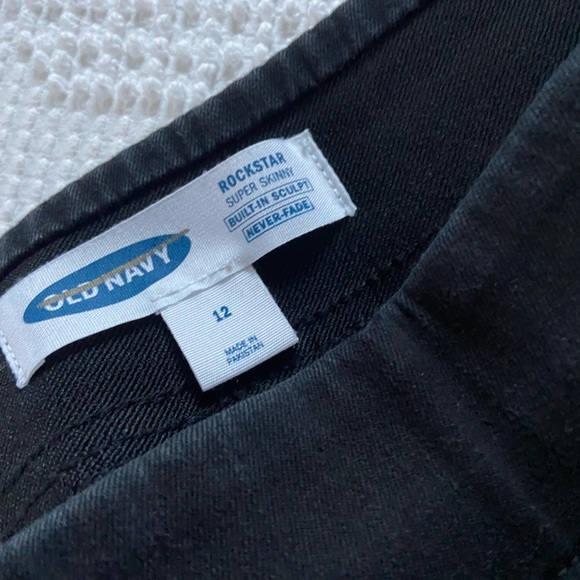 OLD NAVY
ROCKSTAR
SUPER SKINNY
BUILT-IN SCULPT
NEVER-FADE
12
MADE IN
PAKISTAN